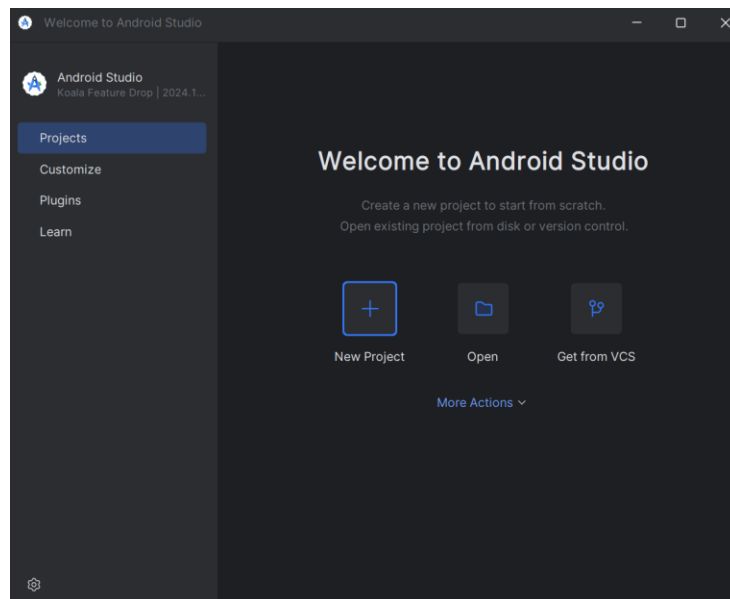 Welcome to Android Studio
Android Studio
Koala Feature Drop | 2024.1...
Projects
Customize
Plugins
Learn
Welcome to Android Studio
Create a new project to start from scratch.
Open existing project from disk or version control.
New Project
Open
Get from VCS
More Actions